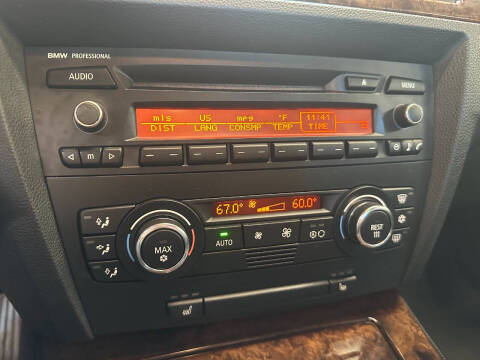 BMW PROFESSIONAL
AUDIO
MENU
mls US mpg °F 11:41
DIST LANG CONSMP TEMP TIME
m
67.0° 60.0°
MAX
AUTO
REST